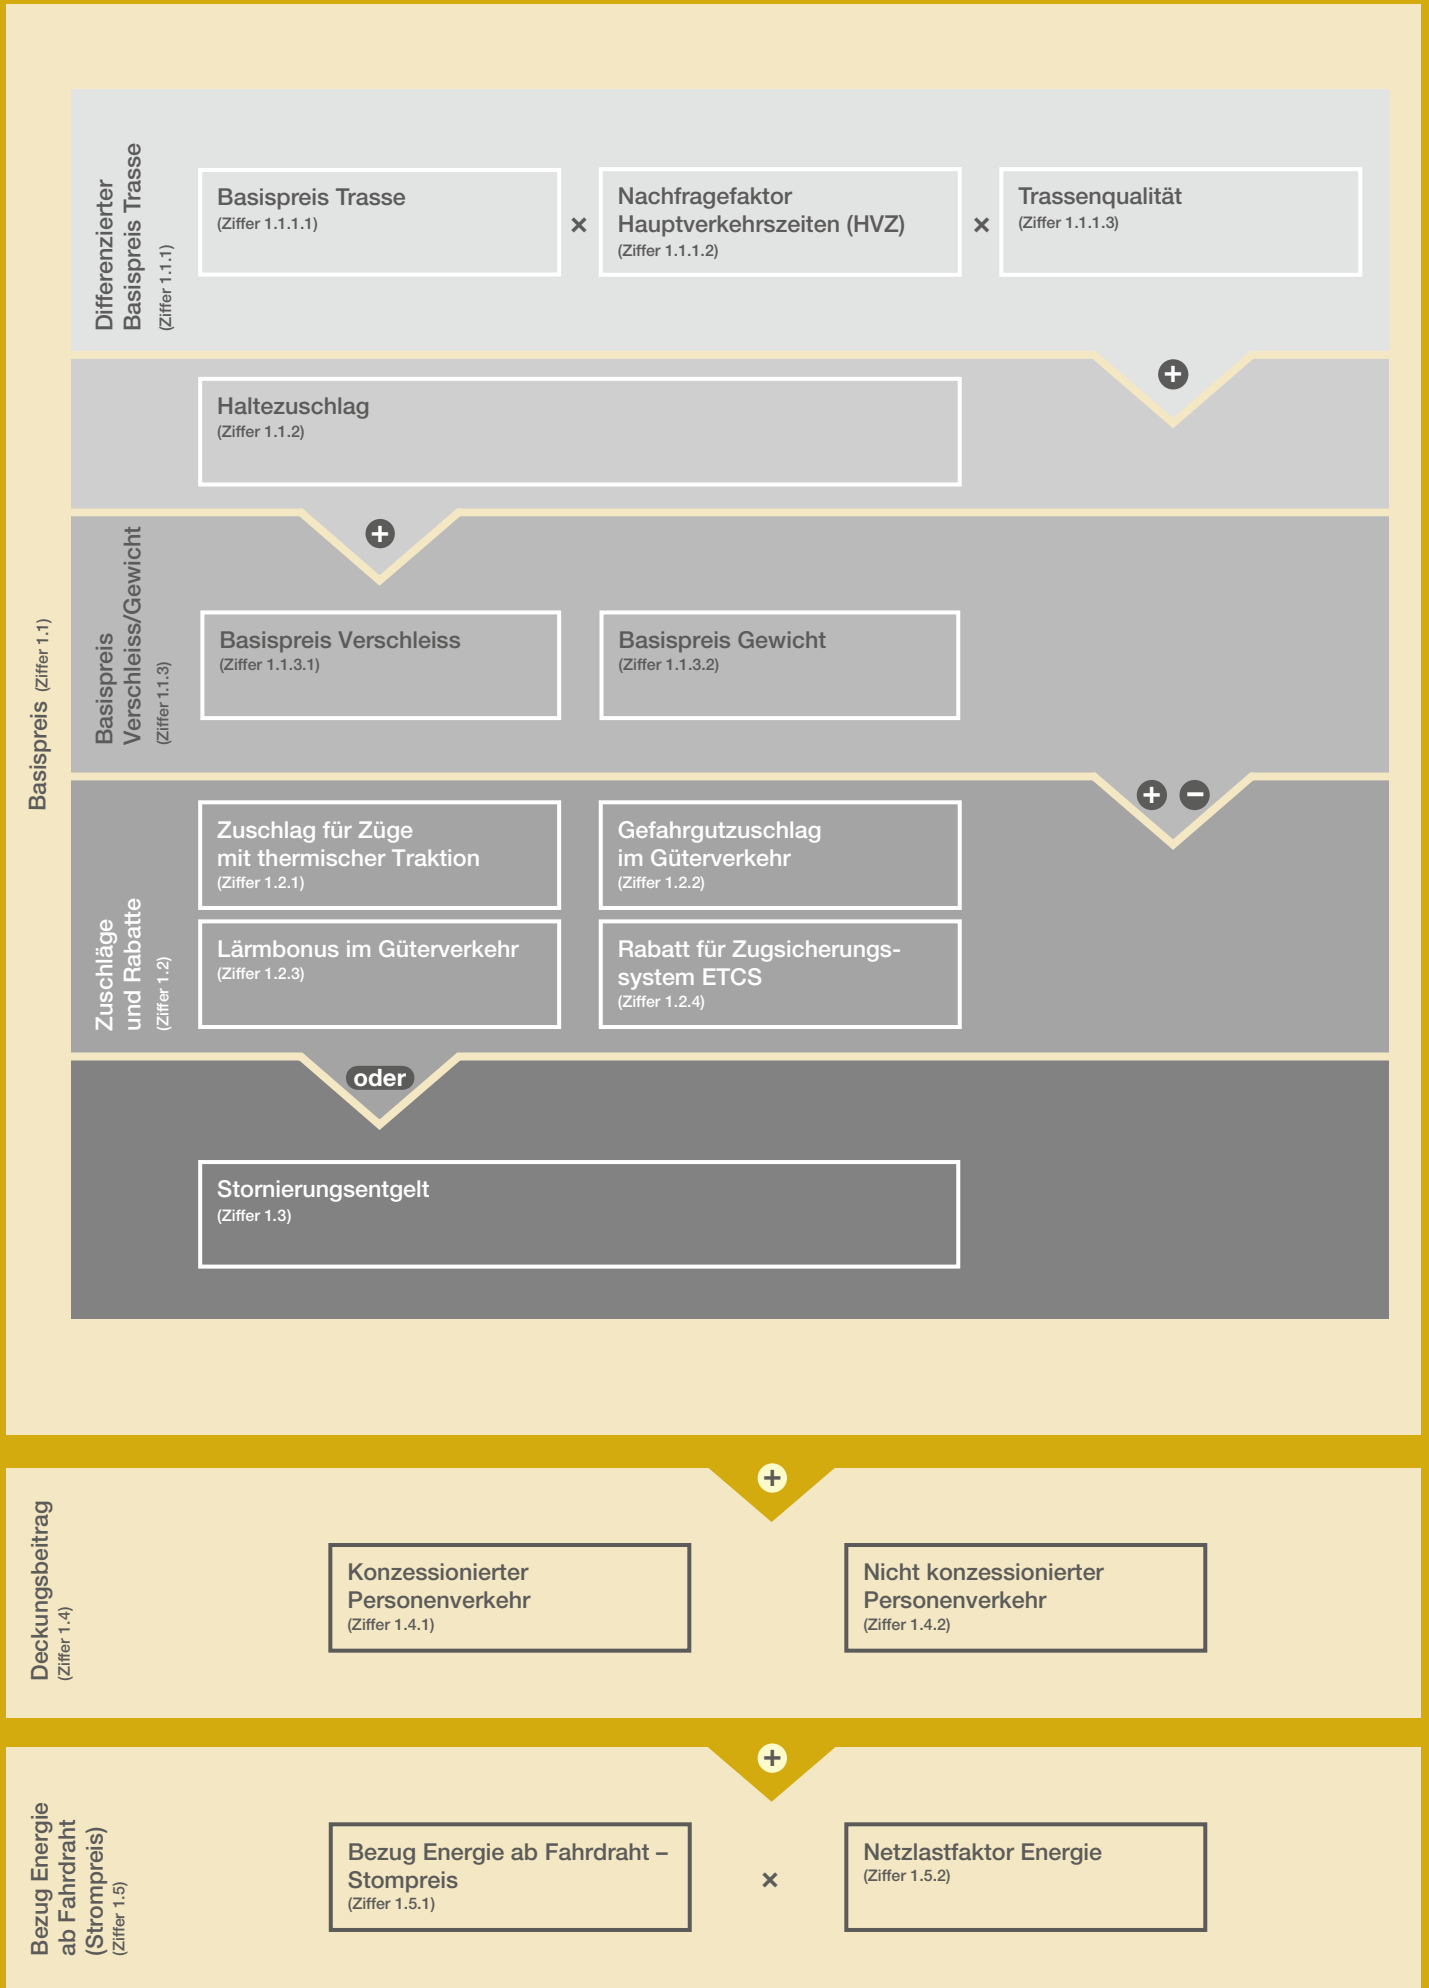 Basispreis (Ziffer 1.1)
Differenzierter
Basispreis Trasse
(Ziffer 1.1.1)
Basispreis Trasse
(Ziffer 1.1.1.1)
×
Nachfragefaktor
Hauptverkehrszeiten (HVZ)
(Ziffer 1.1.1.2)
×
Trassenqualität
(Ziffer 1.1.1.3)
+
Haltezuschlag
(Ziffer 1.1.2)
+
Basispreis
Verschleiss/Gewicht
(Ziffer 1.1.3)
Basispreis Verschleiss
(Ziffer 1.1.3.1)
Basispreis Gewicht
(Ziffer 1.1.3.2)
+ −
Zuschläge
und Rabatte
(Ziffer 1.2)
Zuschlag für Züge
mit thermischer Traktion
(Ziffer 1.2.1)
Gefahrgutzuschlag
im Güterverkehr
(Ziffer 1.2.2)
Lärmbonus im Güterverkehr
(Ziffer 1.2.3)
Rabatt für Zugsicherungs-
system ETCS
(Ziffer 1.2.4)
oder
Stornierungsentgelt
(Ziffer 1.3)
+
Deckungsbeitrag
(Ziffer 1.4)
Konzessionierter
Personenverkehr
(Ziffer 1.4.1)
Nicht konzessionierter
Personenverkehr
(Ziffer 1.4.2)
+
Bezug Energie
ab Fahrdraht
(Strompreis)
(Ziffer 1.5)
Bezug Energie ab Fahrdraht –
Stompreis
(Ziffer 1.5.1)
×
Netzlastfaktor Energie
(Ziffer 1.5.2)